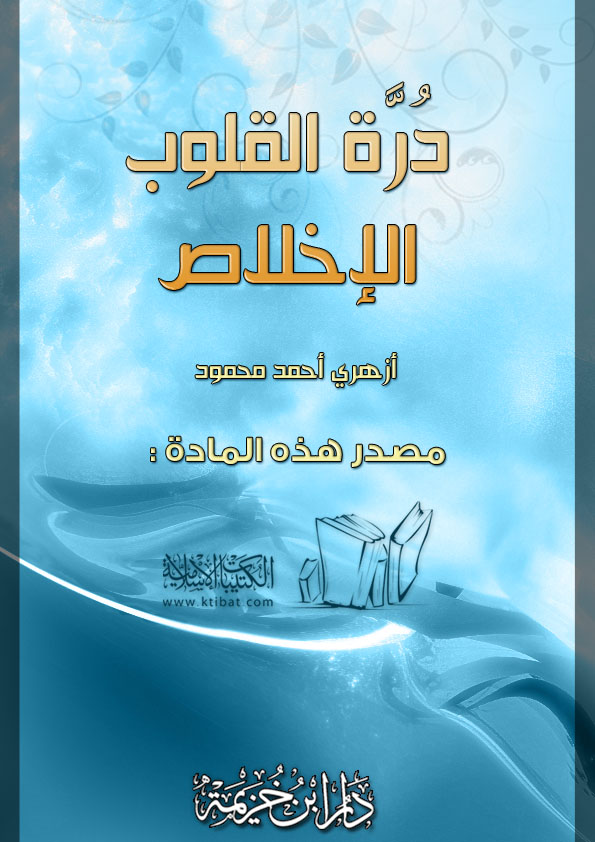 دُرَّة القلوب
الإخلاص
أزهري أحمد محمود
مصدر هذه المادة :
الكتيبات الإسلامية
www.ktibat.com
دار ابن خزيمة